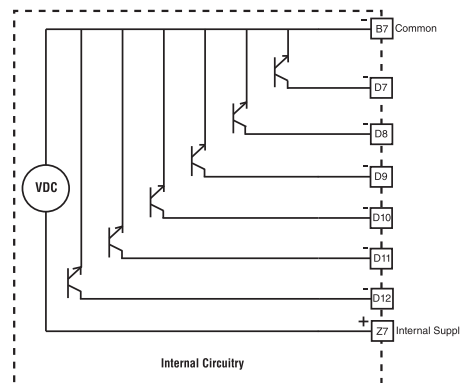 - B7 Common
- D7
- D8
- D9
VDC
- D10
- D11
- D12
+ Z7 Internal Suppl
Internal Circuitry